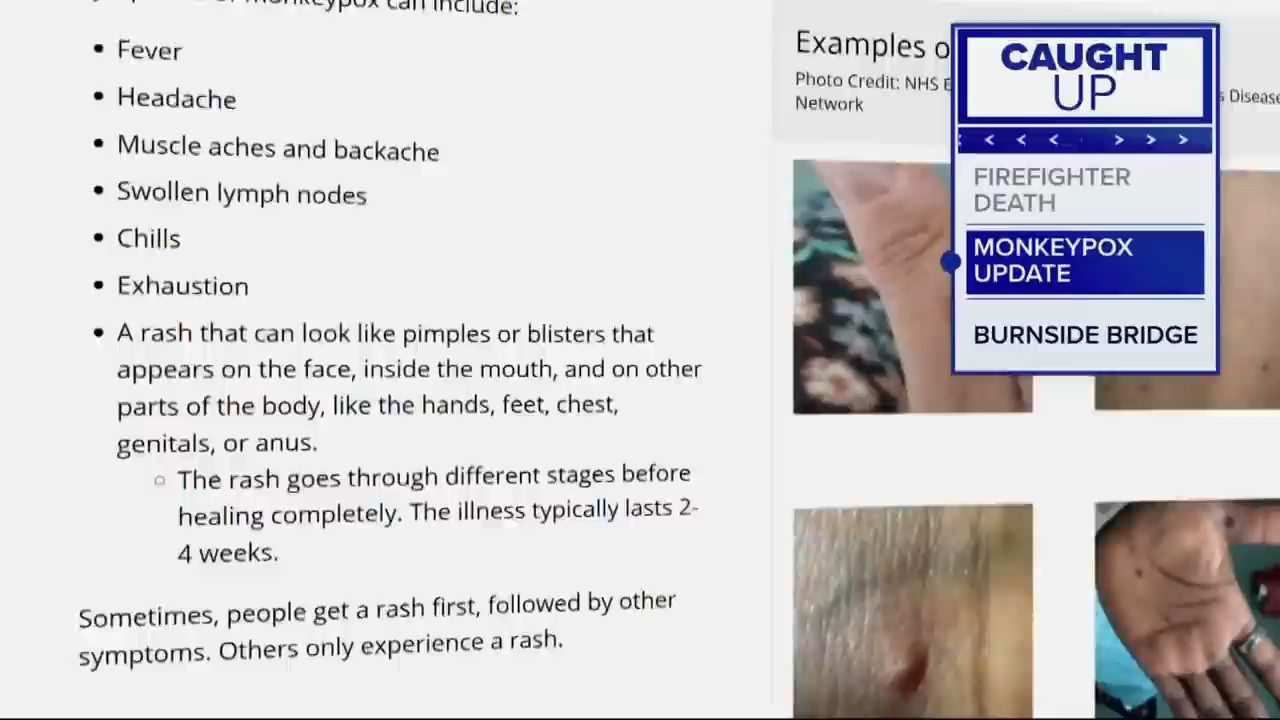 monkeypox can include:
• Fever
• Headache
• Muscle aches and backache
• Swollen lymph nodes
• Chills
• Exhaustion
• A rash that can look like pimples or blisters that
appears on the face, inside the mouth, and on other
parts of the body, like the hands, feet, chest,
genitals, or anus.
○ The rash goes through different stages before
healing completely. The illness typically lasts 2-
4 weeks.
Sometimes, people get a rash first, followed by other
symptoms. Others only experience a rash.
Examples o
Photo Credit: NHS E
s Disease
Network
CAUGHT
UP
FIREFIGHTER
DEATH
MONKEYPOX
UPDATE
BURNSIDE BRIDGE